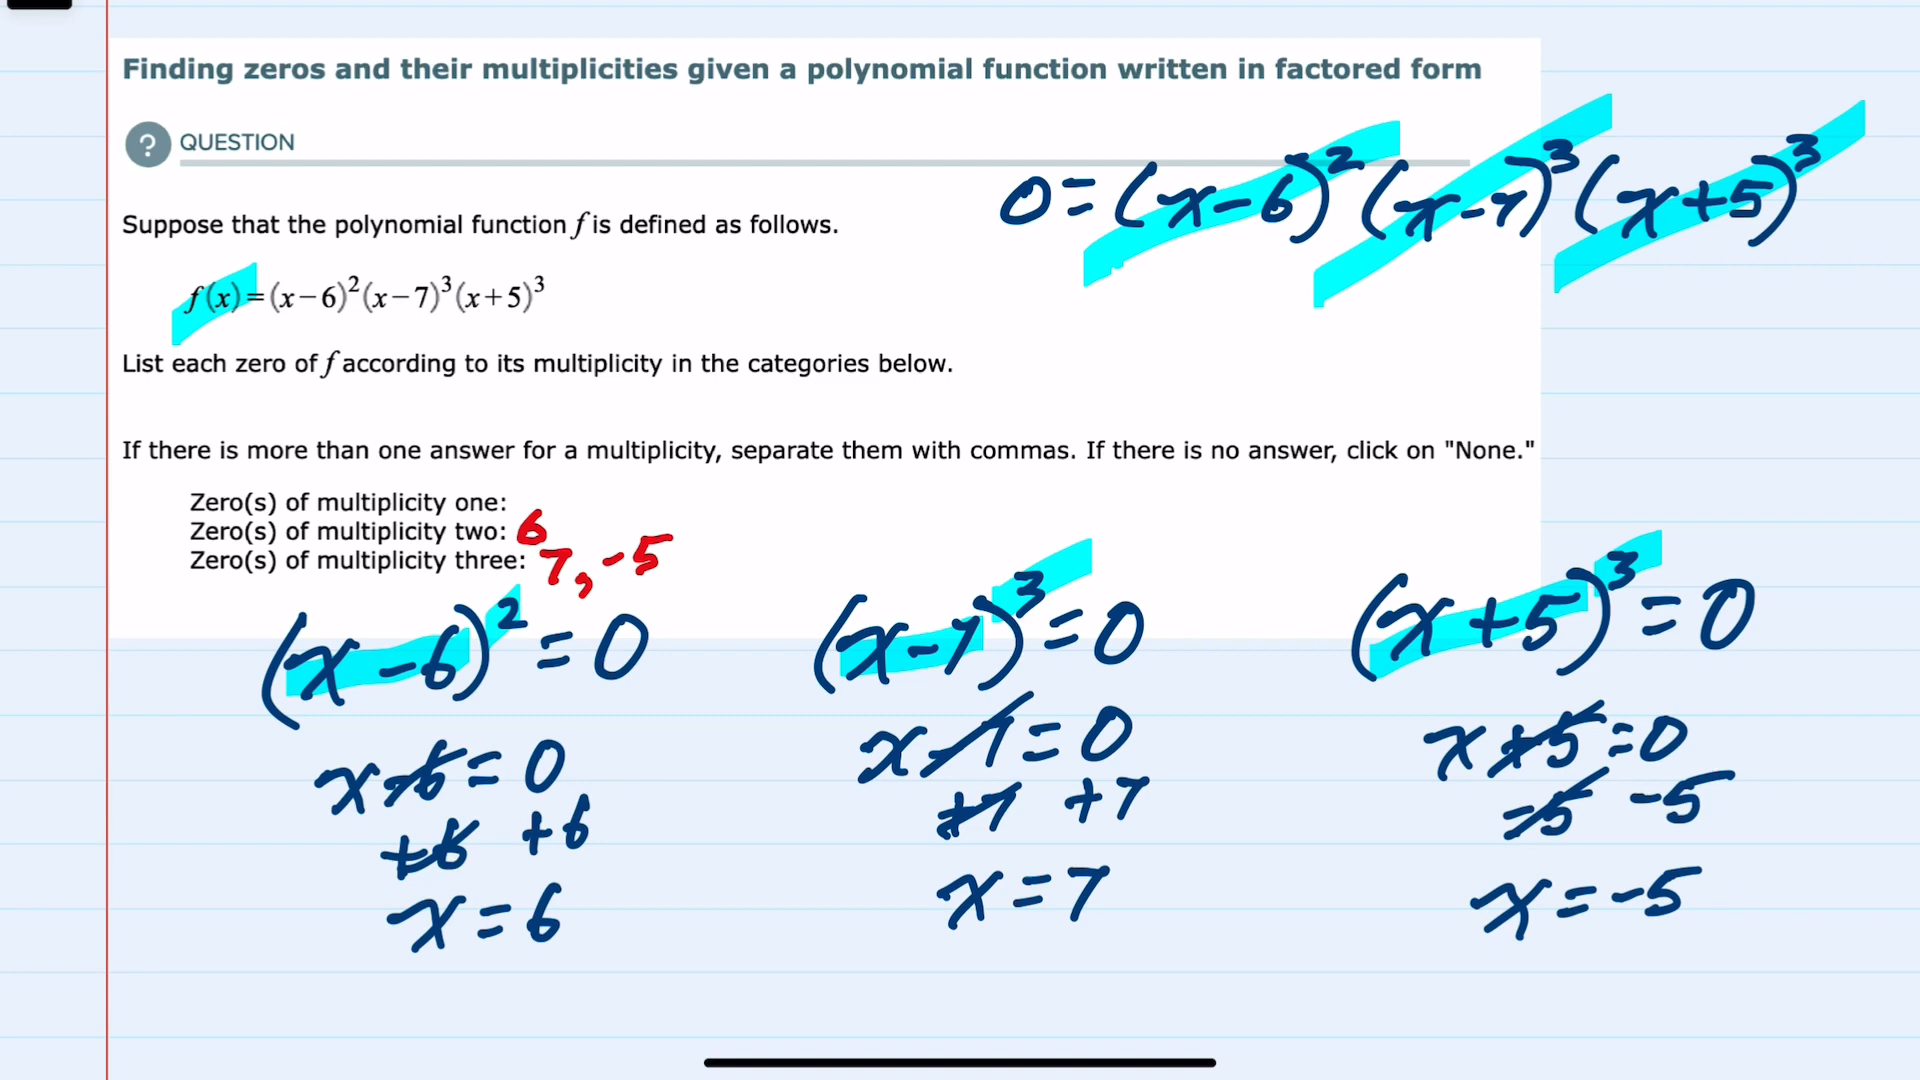 Finding zeros and their multiplicities given a polynomial function written in factored form
? QUESTION
0=(x-6)²(x-7)³(x+5)³
Suppose that the polynomial function f is defined as follows.
f(x)=(x-6)²(x-7)³(x+5)³
List each zero of f according to its multiplicity in the categories below.
If there is more than one answer for a multiplicity, separate them with commas. If there is no answer, click on "None."
Zero(s) of multiplicity one:
Zero(s) of multiplicity two: 6
Zero(s) of multiplicity three: 7, -5
(x-6)²=0
x-6=0
+6 +6
x=6
(x-7)³=0
x-7=0
+7 +7
x=7
(x+5)³=0
x+5=0
-5 -5
x=-5